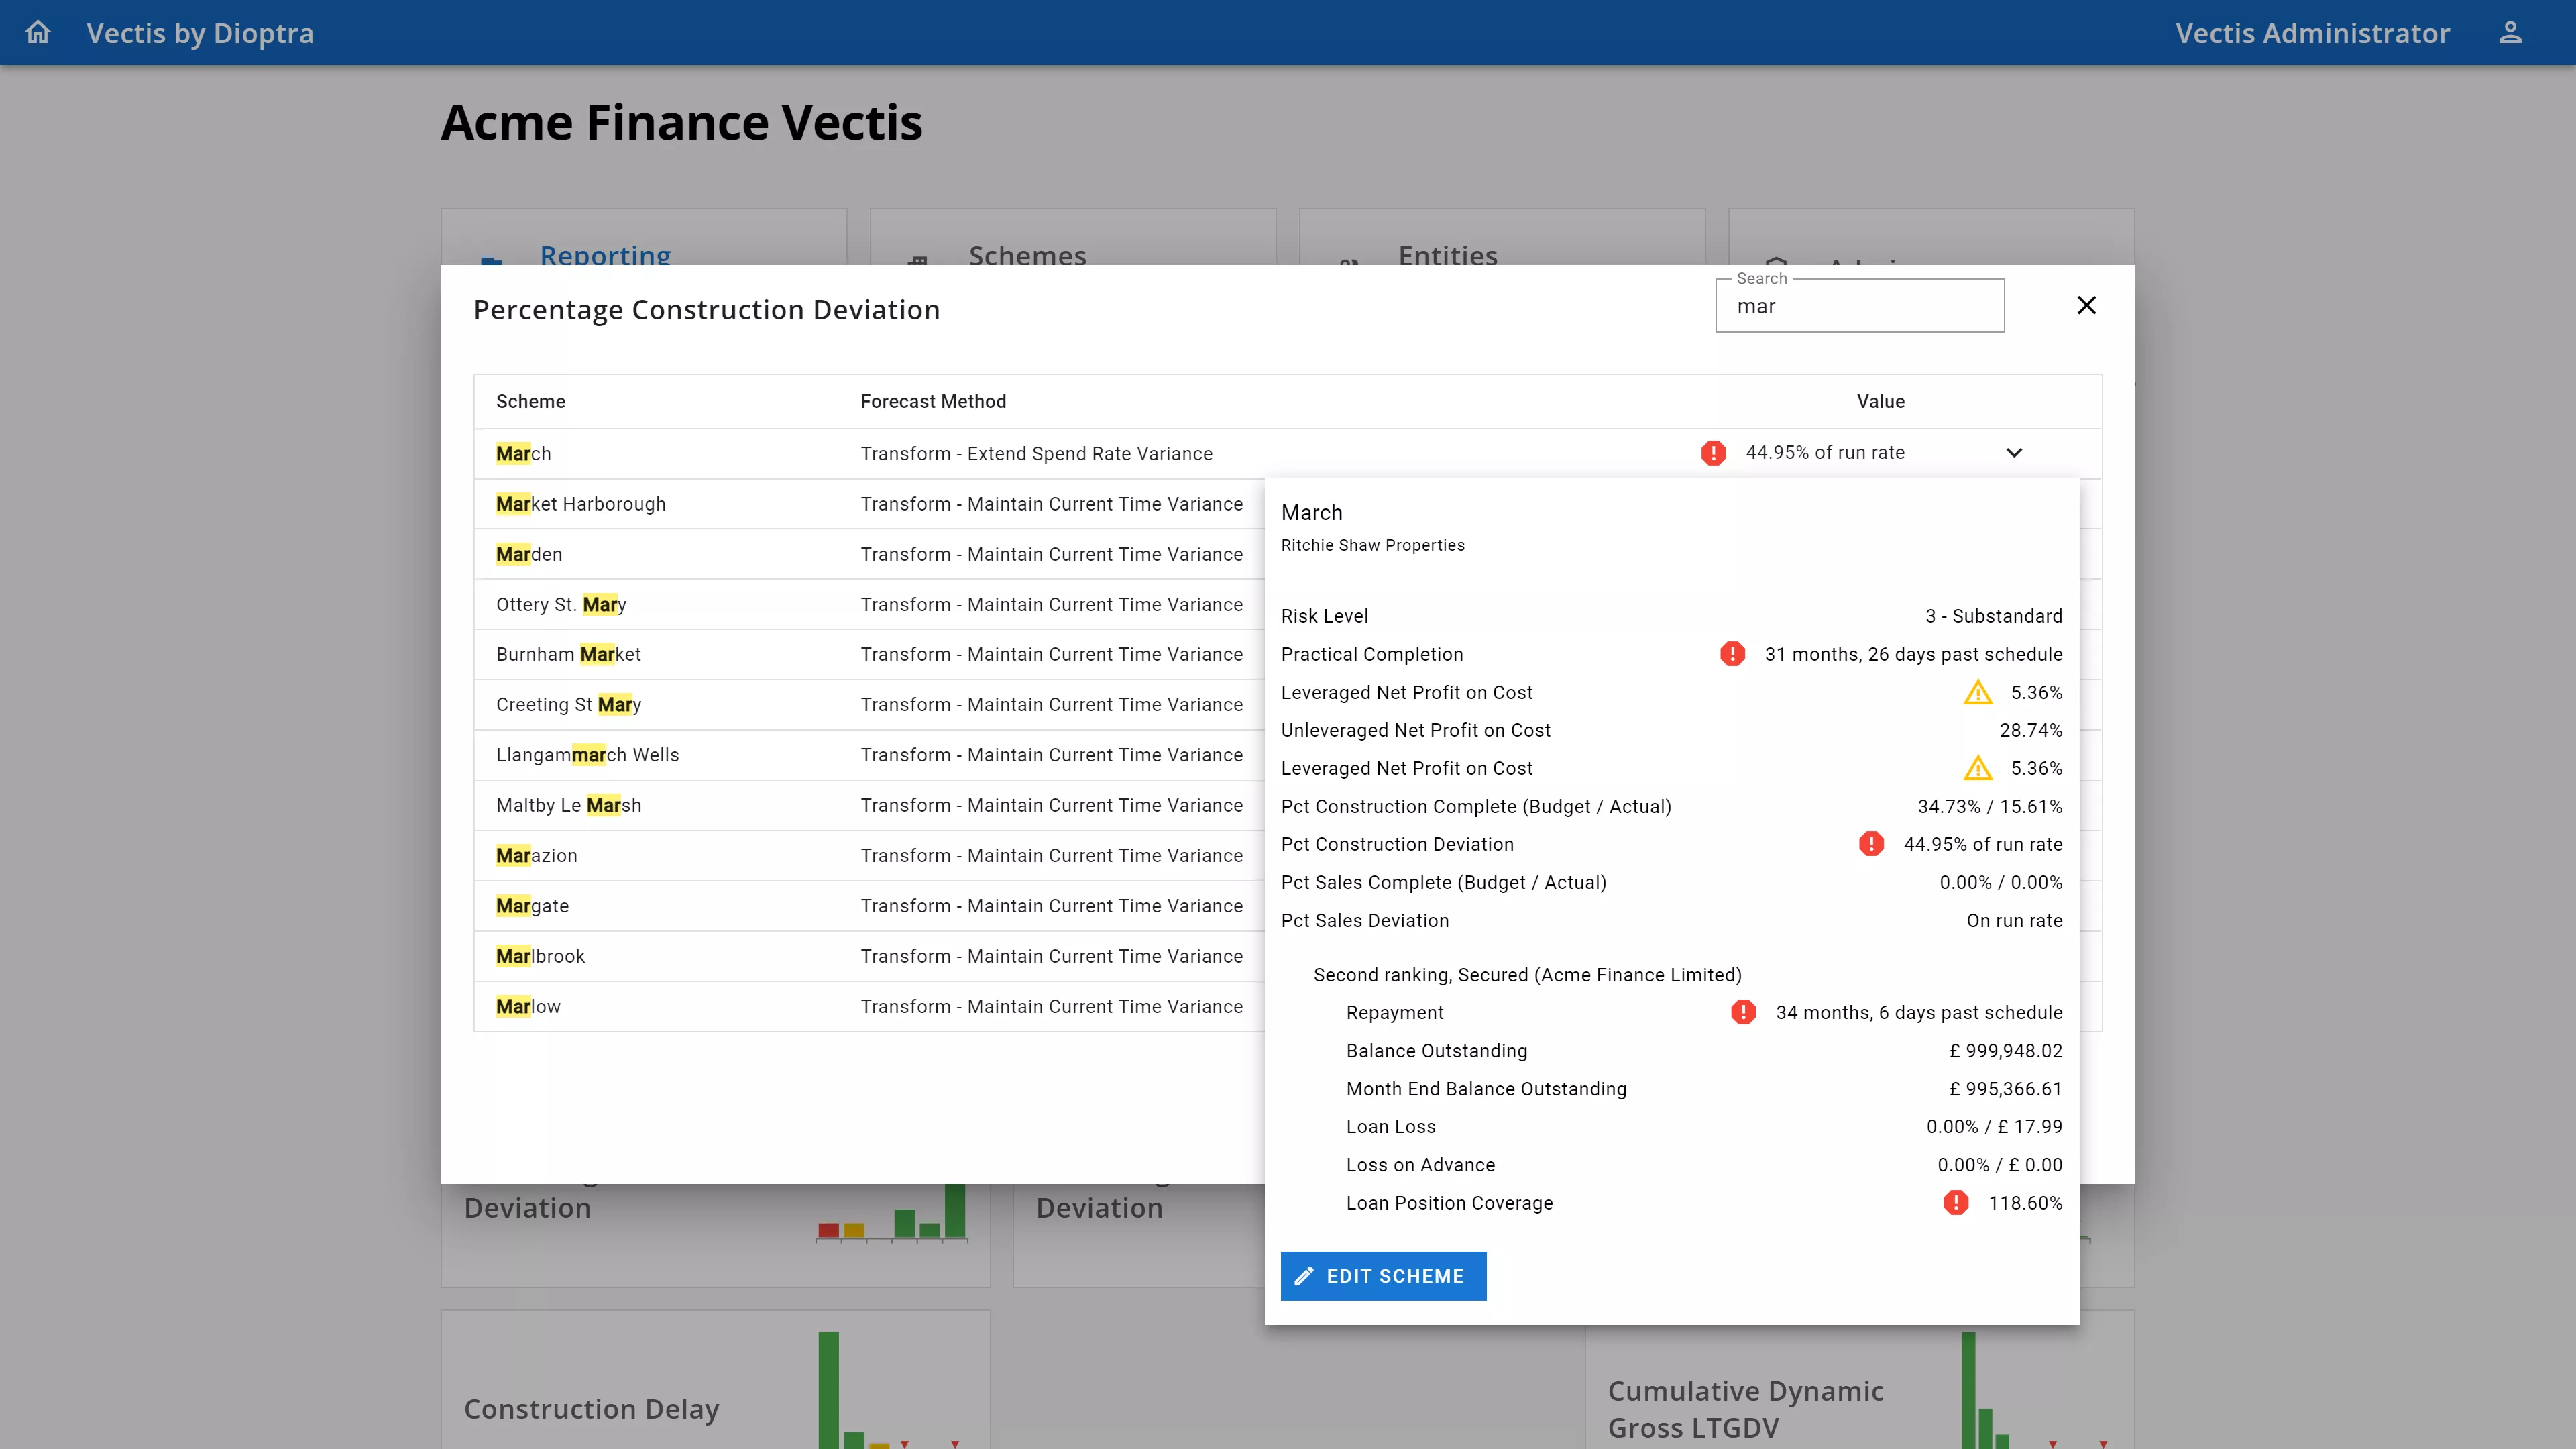 Vectis by Dioptra
Vectis Administrator
Acme Finance Vectis
Reporting
Schemes
Entities
Percentage Construction Deviation
Search
mar
Scheme Forecast Method Value
March Transform - Extend Spend Rate Variance 44.95% of run rate
Market Harborough Transform - Maintain Current Time Variance
Marden Transform - Maintain Current Time Variance
Ottery St. Mary Transform - Maintain Current Time Variance
Burnham Market Transform - Maintain Current Time Variance
Creeting St Mary Transform - Maintain Current Time Variance
Llangammarch Wells Transform - Maintain Current Time Variance
Maltby Le Marsh Transform - Maintain Current Time Variance
Marazion Transform - Maintain Current Time Variance
Margate Transform - Maintain Current Time Variance
Marlbrook Transform - Maintain Current Time Variance
Marlow Transform - Maintain Current Time Variance
March
Ritchie Shaw Properties
Risk Level 3 - Substandard
Practical Completion 31 months, 26 days past schedule
Leveraged Net Profit on Cost 5.36%
Unleveraged Net Profit on Cost 28.74%
Leveraged Net Profit on Cost 5.36%
Pct Construction Complete (Budget / Actual) 34.73% / 15.61%
Pct Construction Deviation 44.95% of run rate
Pct Sales Complete (Budget / Actual) 0.00% / 0.00%
Pct Sales Deviation On run rate
Second ranking, Secured (Acme Finance Limited)
Repayment 34 months, 6 days past schedule
Balance Outstanding £ 999,948.02
Month End Balance Outstanding £ 995,366.61
Loan Loss 0.00% / £ 17.99
Loss on Advance 0.00% / £ 0.00
Loan Position Coverage 118.60%
EDIT SCHEME
Deviation
Deviation
Construction Delay
Cumulative Dynamic
Gross LTGDV